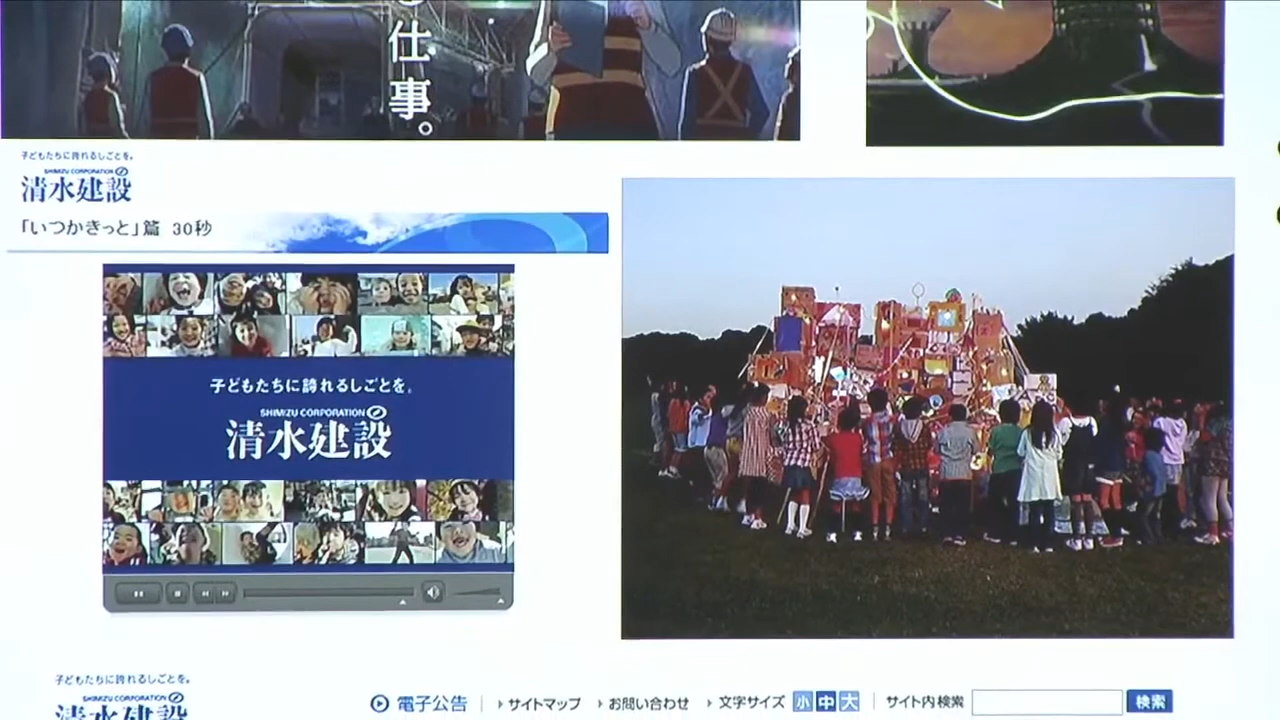 仕事。
子どもたちに誇れるしごとを。
SHIMIZU CORPORATION
清水建設
「いつかきっと」篇 30秒
子どもたちに誇れるしごとを。
SHIMIZU CORPORATION
清水建設
子どもたちに誇れるしごとを。
SHIMIZU CORPORATION
清水建設
電子公告 サイトマップ お問い合わせ 文字サイズ 小 中 大 サイト内検索 検索